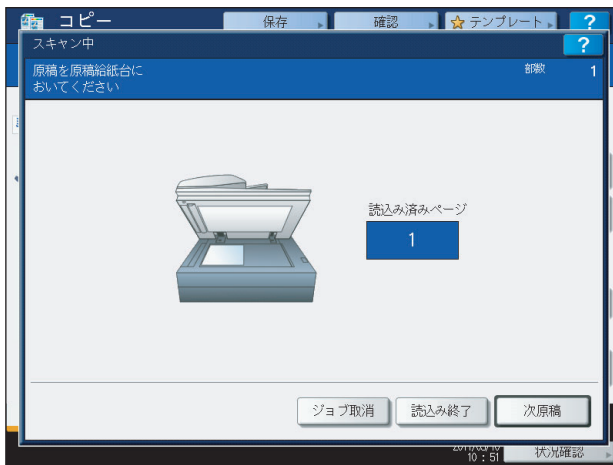 コピー
保存
確認
テンプレート
?
スキャン中
?
原稿を原稿給紙台に
おいてください
部数 1
読込み済みページ
1
ジョブ取消
読込み終了
次原稿
10:51
状況確認